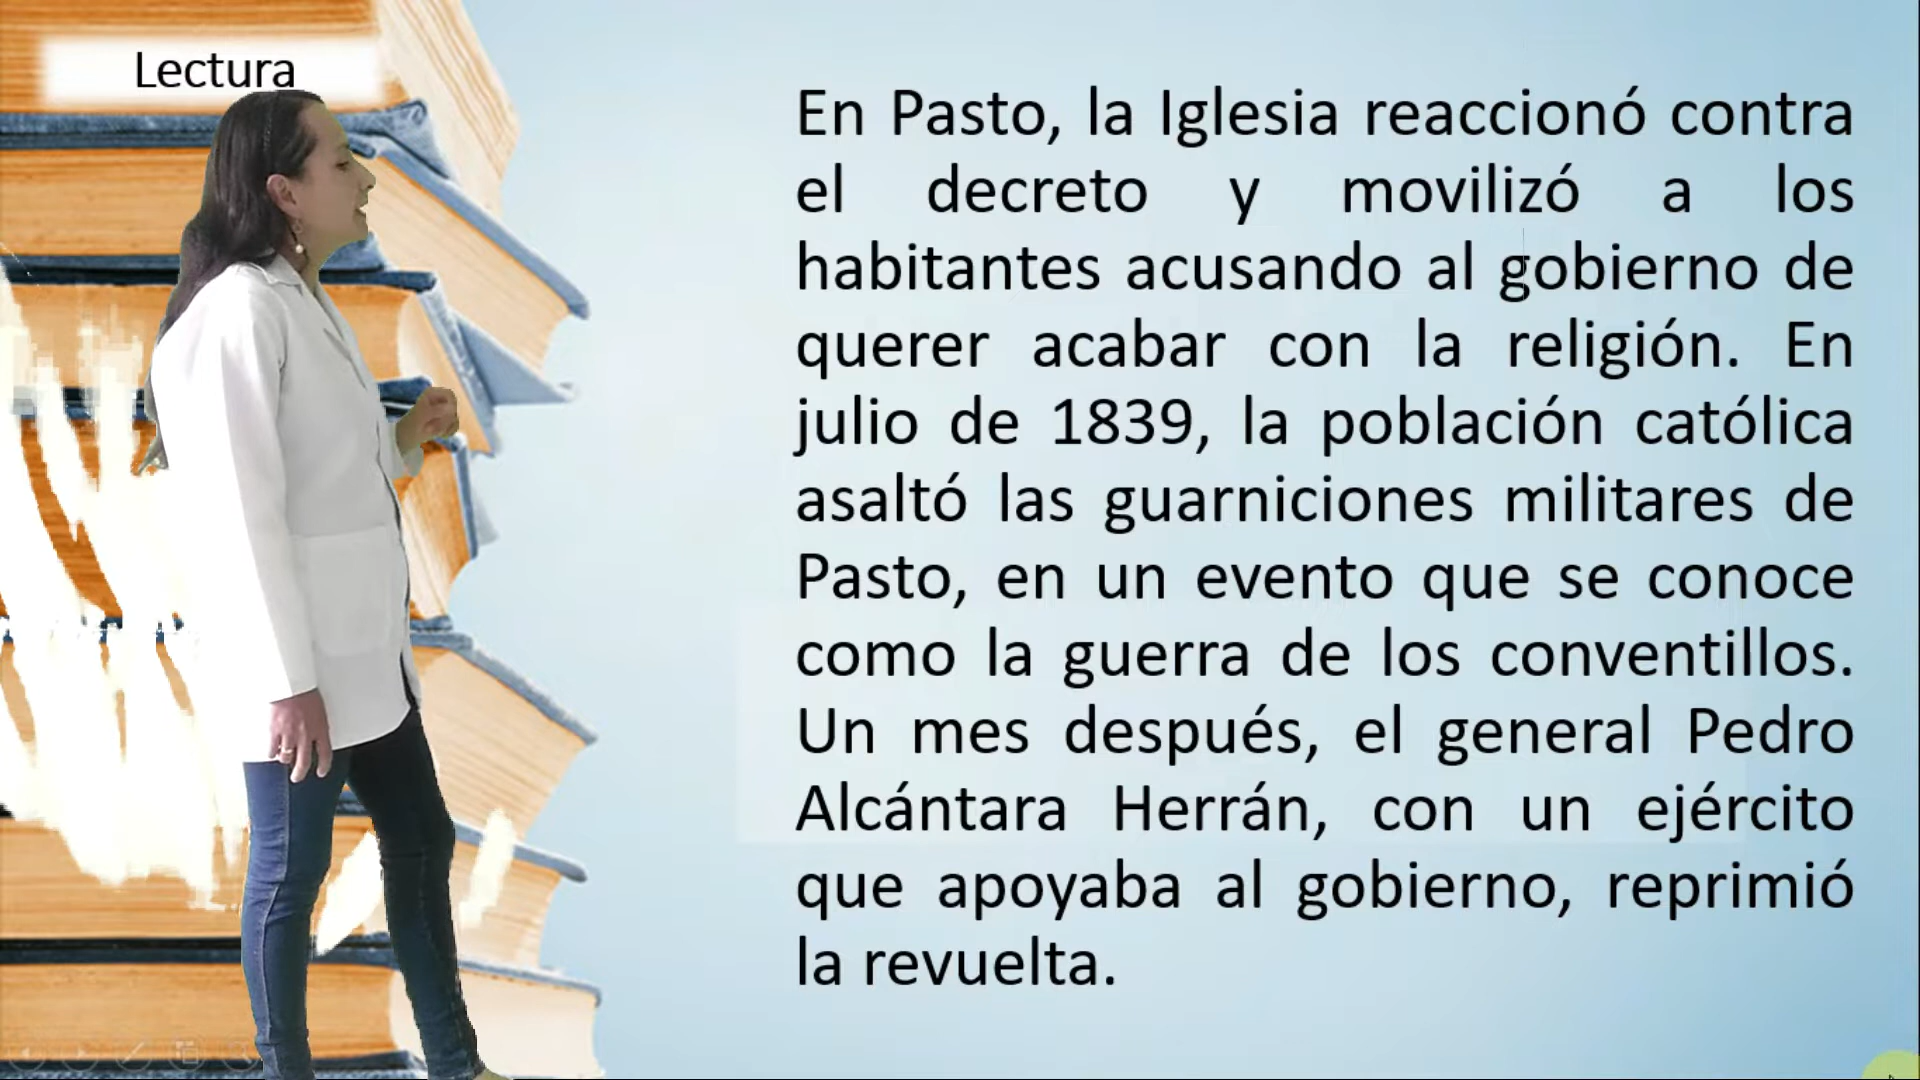 Lectura
En Pasto, la Iglesia reaccionó contra
el decreto y movilizó a los
habitantes acusando al gobierno de
querer acabar con la religión. En
julio de 1839, la población católica
asaltó las guarniciones militares de
Pasto, en un evento que se conoce
como la guerra de los conventillos.
Un mes después, el general Pedro
Alcántara Herrán, con un ejército
que apoyaba al gobierno, reprimió
la revuelta.